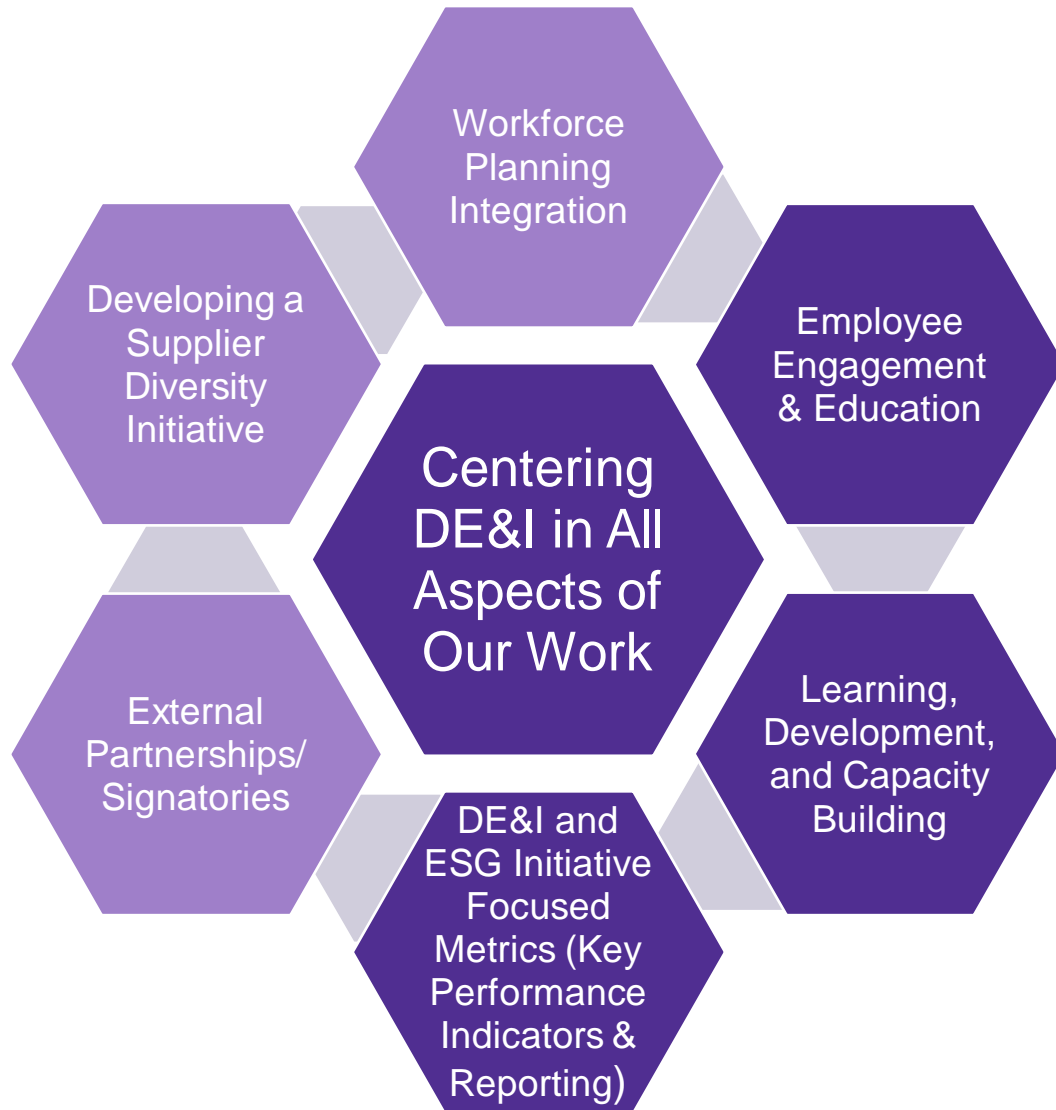 Workforce
Planning
Integration
Employee
Engagement
& Education
Learning,
Development,
and Capacity
Building
DE&I and
ESG Initiative
Focused
Metrics (Key
Performance
Indicators &
Reporting)
External
Partnerships/
Signatories
Developing a
Supplier
Diversity
Initiative
Centering
DE&I in All
Aspects of
Our Work